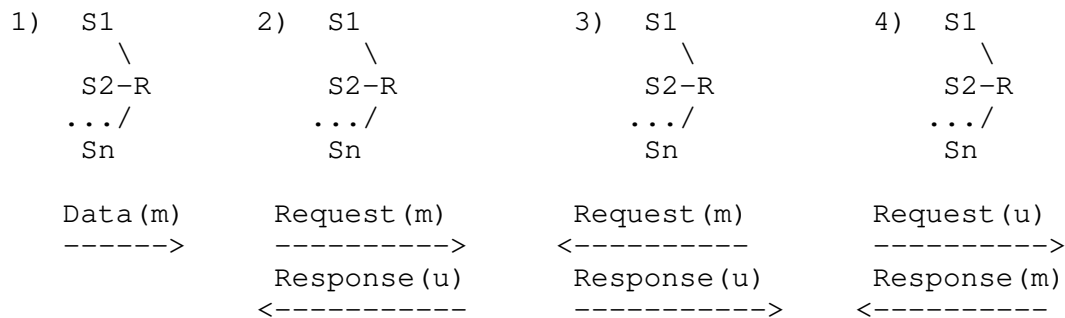 1) S1 2) S1 3) S1 4) S1
\ \ \ \
S2-R S2-R S2-R S2-R
.../ .../ .../ .../
Sn Sn Sn Sn
Data(m) Request(m) Request(m) Request(u)
------> ----------> <---------- ---------->
Response(u) Response(u) Response(m)
<----------- -----------> <----------